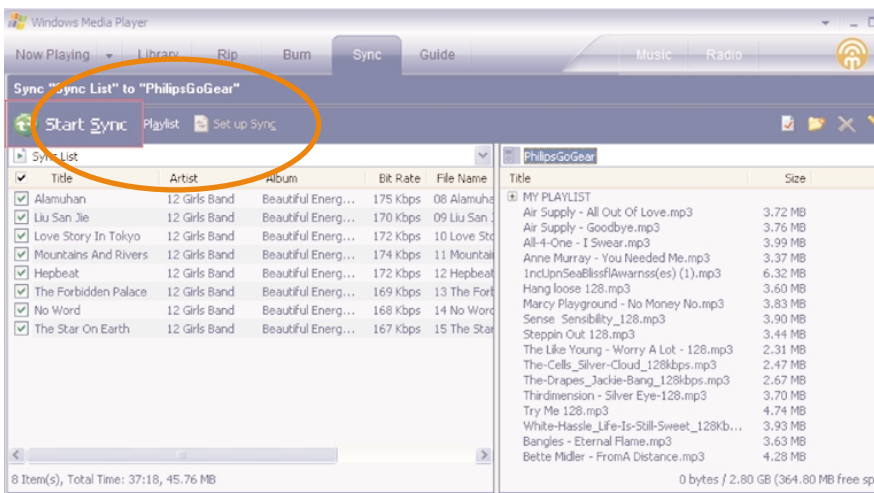 Windows Media Player
Now Playing Library Rip Burn Sync Guide Music Radio
Sync "Sync List" to "PhilipsGoGear"
Start Sync Playlist Set up Sync
Sync List
Title Artist Album Bit Rate File Name
Alamuhan 12 Girls Band Beautiful Energ... 175 Kbps 08 Alamuha
Liu San Jie 12 Girls Band Beautiful Energ... 170 Kbps 09 Liu San
Love Story In Tokyo 12 Girls Band Beautiful Energ... 172 Kbps 10 Love Sto
Mountains And Rivers 12 Girls Band Beautiful Energ... 174 Kbps 11 Mountai
Hepbeat 12 Girls Band Beautiful Energ... 172 Kbps 12 Hepbeat
The Forbidden Palace 12 Girls Band Beautiful Energ... 169 Kbps 13 The Forb
No Word 12 Girls Band Beautiful Energ... 168 Kbps 14 No Word
The Star On Earth 12 Girls Band Beautiful Energ... 167 Kbps 15 The Star
8 Item(s), Total Time: 37:18, 45.76 MB
PhilipsGoGear
Title Size
MY PLAYLIST
Air Supply - All Out Of Love.mp3 3.72 MB
Air Supply - Goodbye.mp3 3.76 MB
All-4-One - I Swear.mp3 3.99 MB
Anne Murray - You Needed Me.mp3 3.37 MB
1ncUpnSeaBlissflAwarnss(es) (1).mp3 6.32 MB
Hang loose 128.mp3 3.60 MB
Marcy Playground - No Money No.mp3 3.83 MB
Sense Sensibility_128.mp3 3.90 MB
Steppin Out 128.mp3 3.44 MB
The Like Young - Worry A Lot - 128.mp3 2.31 MB
The-Cells_Silver-Cloud_128kbps.mp3 2.47 MB
The-Drapes_Jackie-Bang_128kbps.mp3 2.67 MB
Thirdimension - Silver Eye-128.mp3 3.70 MB
Try Me 128.mp3 4.74 MB
White-Hassle_Life-Is-Still-Sweet_128Kb... 3.93 MB
Bangles - Eternal Flame.mp3 3.63 MB
Bette Midler - FromA Distance.mp3 4.28 MB
0 bytes / 2.80 GB (364.80 MB free sp